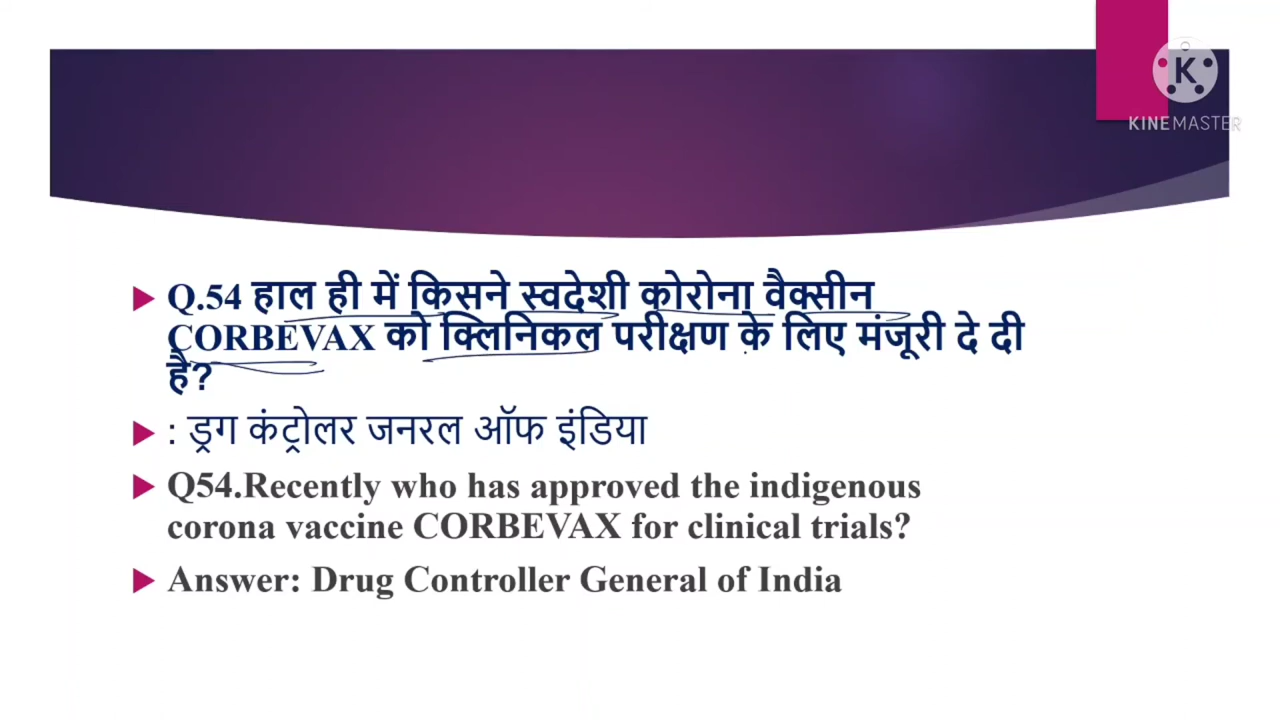 K
KINEMASTER
Q.54 हाल ही में किसने स्वदेशी कोरोना वैक्सीन
CORBEVAX को क्लिनिकल परीक्षण के लिए मंजूरी दे दी
है?
: ड्रग कंट्रोलर जनरल ऑफ इंडिया
Q54.Recently who has approved the indigenous
corona vaccine CORBEVAX for clinical trials?
Answer: Drug Controller General of India